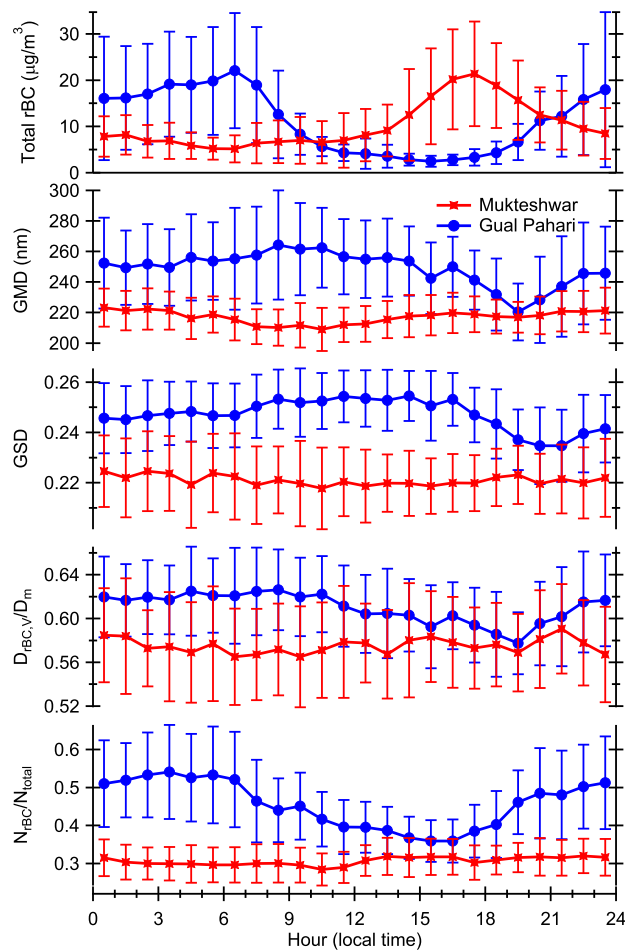 Total rBC (µg/m³)
30
20
10
0
GMD (nm)
300
280
260
240
220
200
Mukteshwar
Gual Pahari
GSD
0.26
0.24
0.22
D_rBC,V/D_m
0.64
0.60
0.56
0.52
N_rBC/N_total
0.6
0.5
0.4
0.3
0 3 6 9 12 15 18 21 24
Hour (local time)